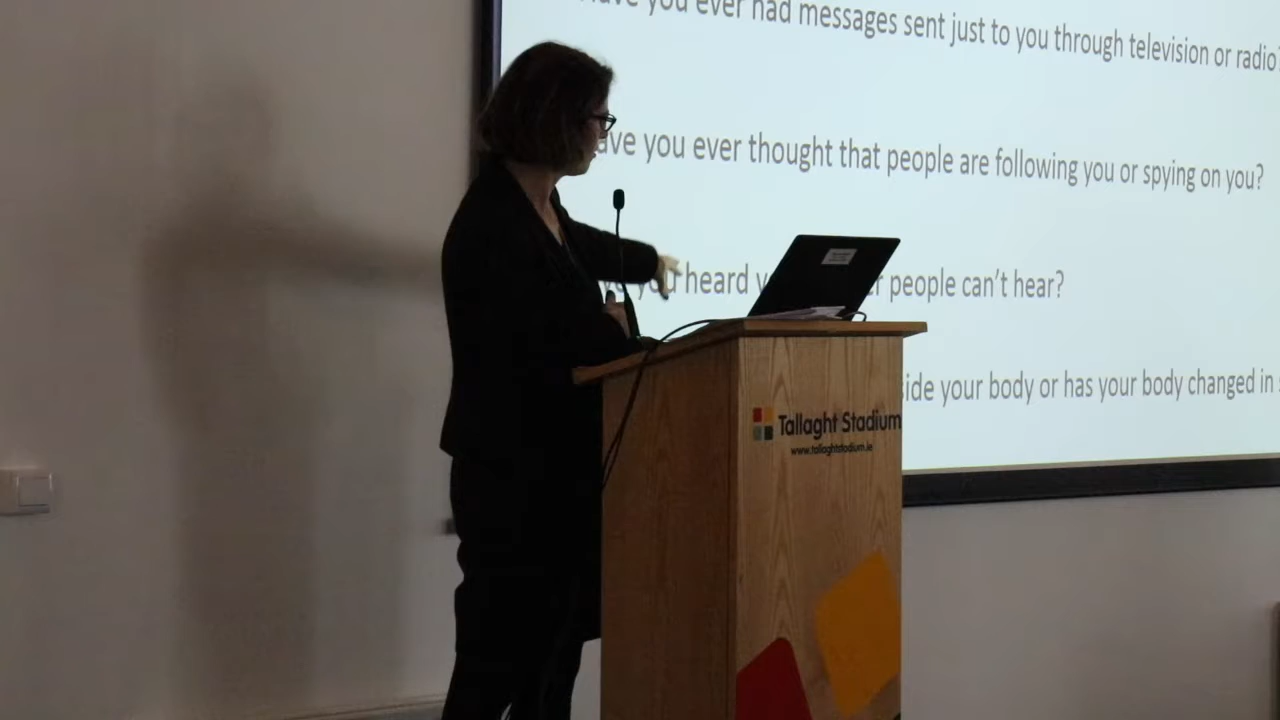 Have you ever had messages sent just to you through television or radio?
ave you ever thought that people are following you or spying on you?
you heard people can't hear?
side your body or has your body changed in
Tallaght Stadium
www.tallaghtstadium.ie